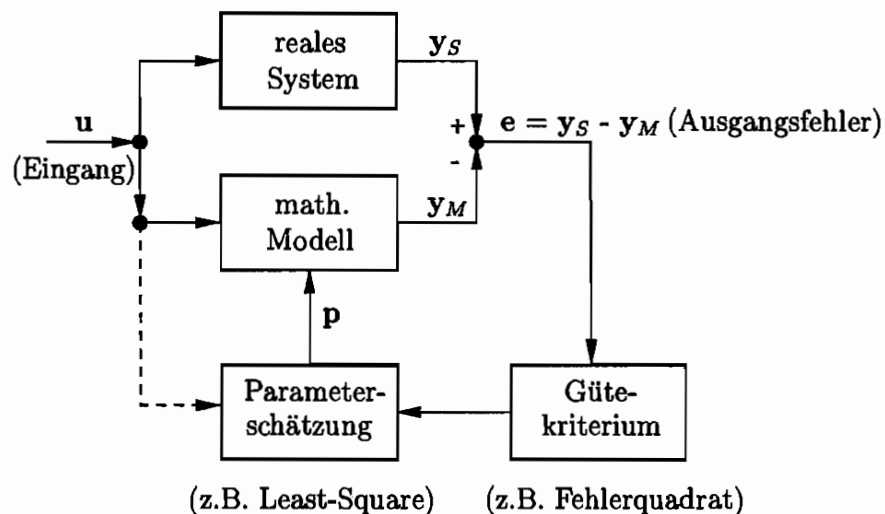 reales
System
y_S
u
(Eingang)
+
-
e = y_S - y_M (Ausgangsfehler)
math.
Modell
y_M
p
Parameter-
schätzung
Güte-
kriterium
(z.B. Least-Square)
(z.B. Fehlerquadrat)